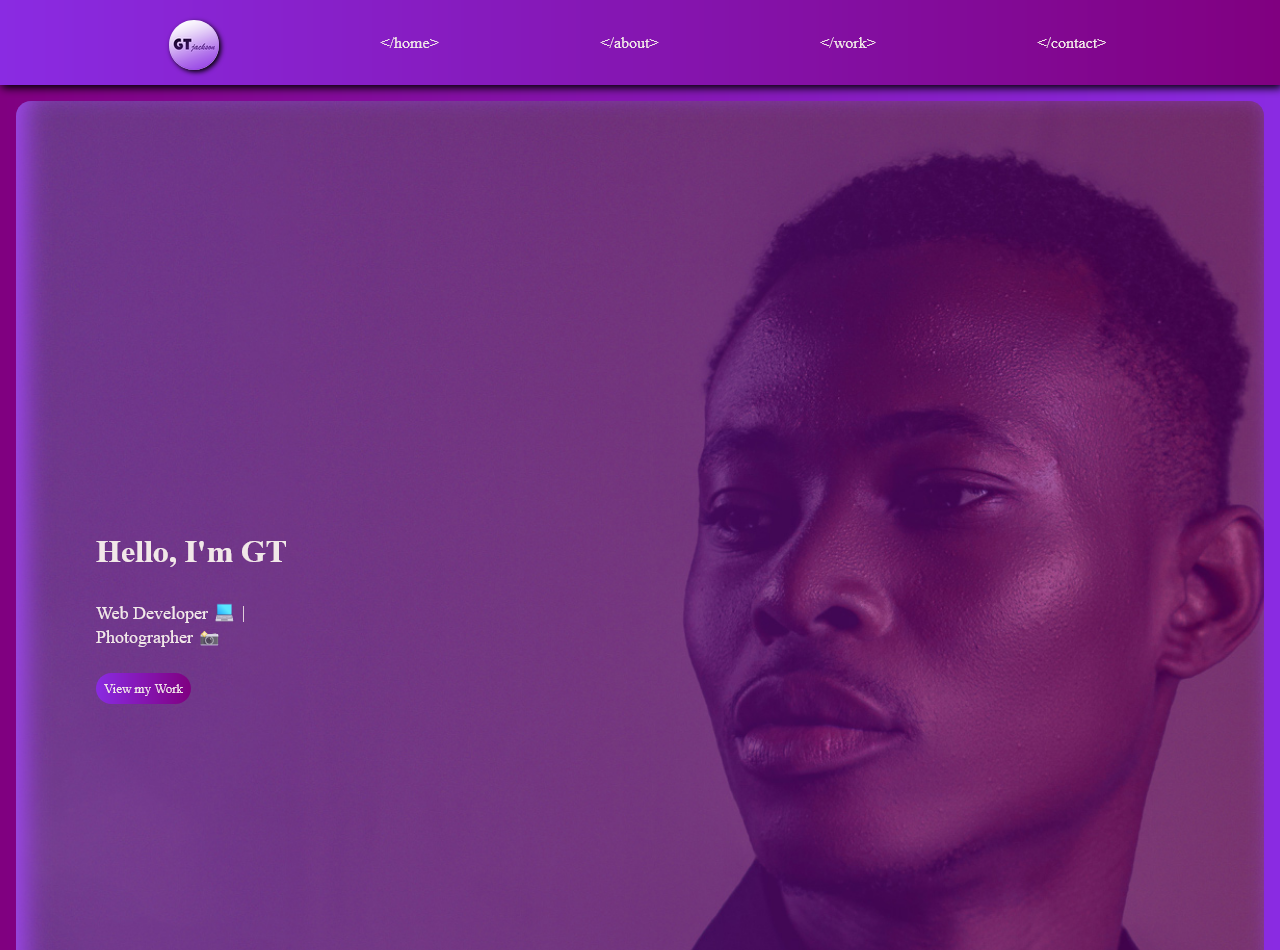 GT jackson
</home>
</about>
</work>
</contact>
Hello, I'm GT
Web Developer 💻 |
Photographer 📸
View my Work